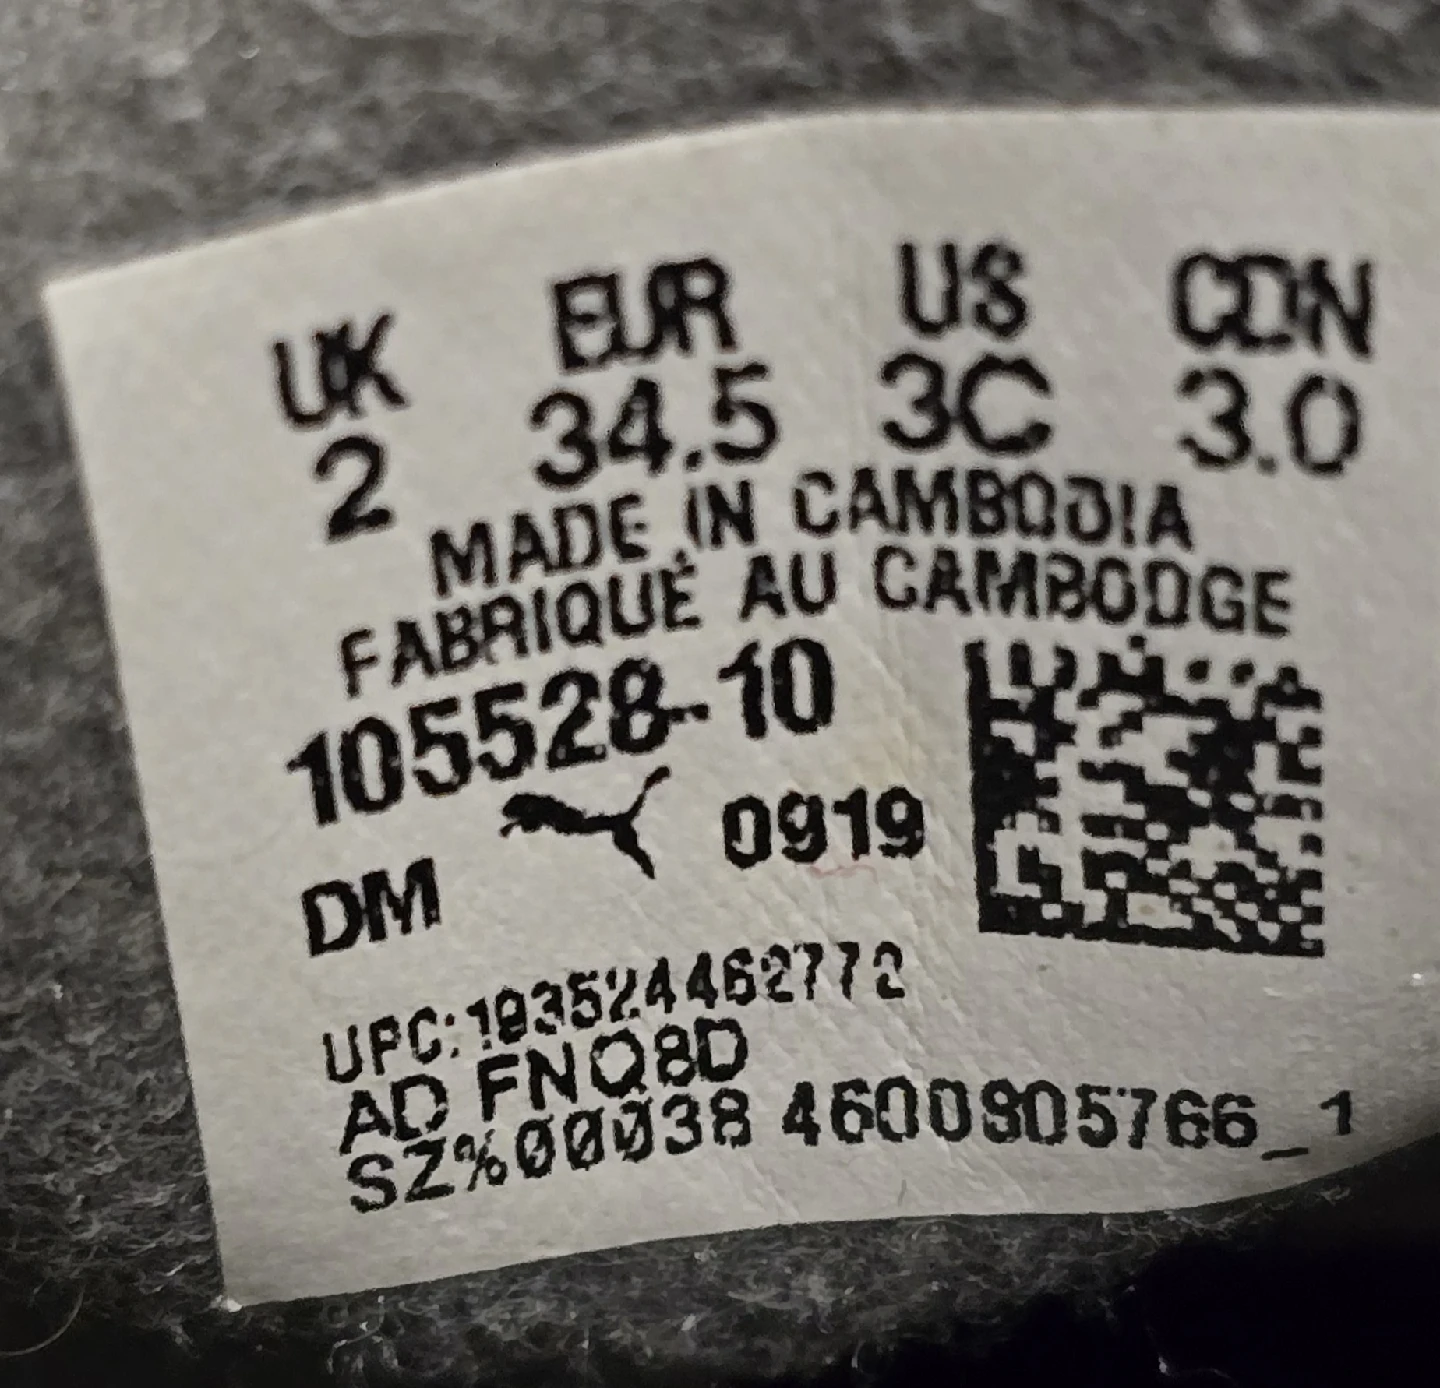 UK EUR US CDN
2 34.5 3C 3.0
MADE IN CAMBODIA
FABRIQUÉ AU CAMBODGE
105528-10
DM 0919
UPC:193524462772
AD FNQ8D
SZ%00038 4600905766_1